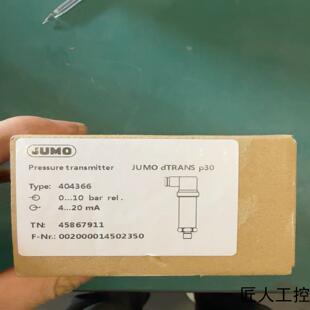 JUMO
Pressure transmitter JUMO dTRANS p30
Type: 404366
0...10 bar rel.
4...20 mA
TN: 45867911
F-Nr.: 002000014502350
匠人工控